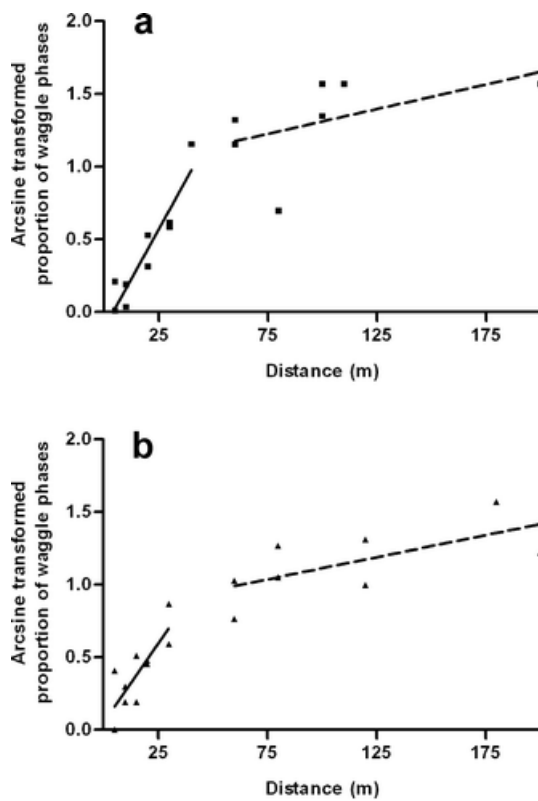 a
Arcsine transformed
proportion of waggle phases
2.0
1.5
1.0
0.5
0.0
25
75
125
175
Distance (m)
b
Arcsine transformed
proportion of waggle phases
2.0
1.5
1.0
0.5
0.0
25
75
125
175
Distance (m)